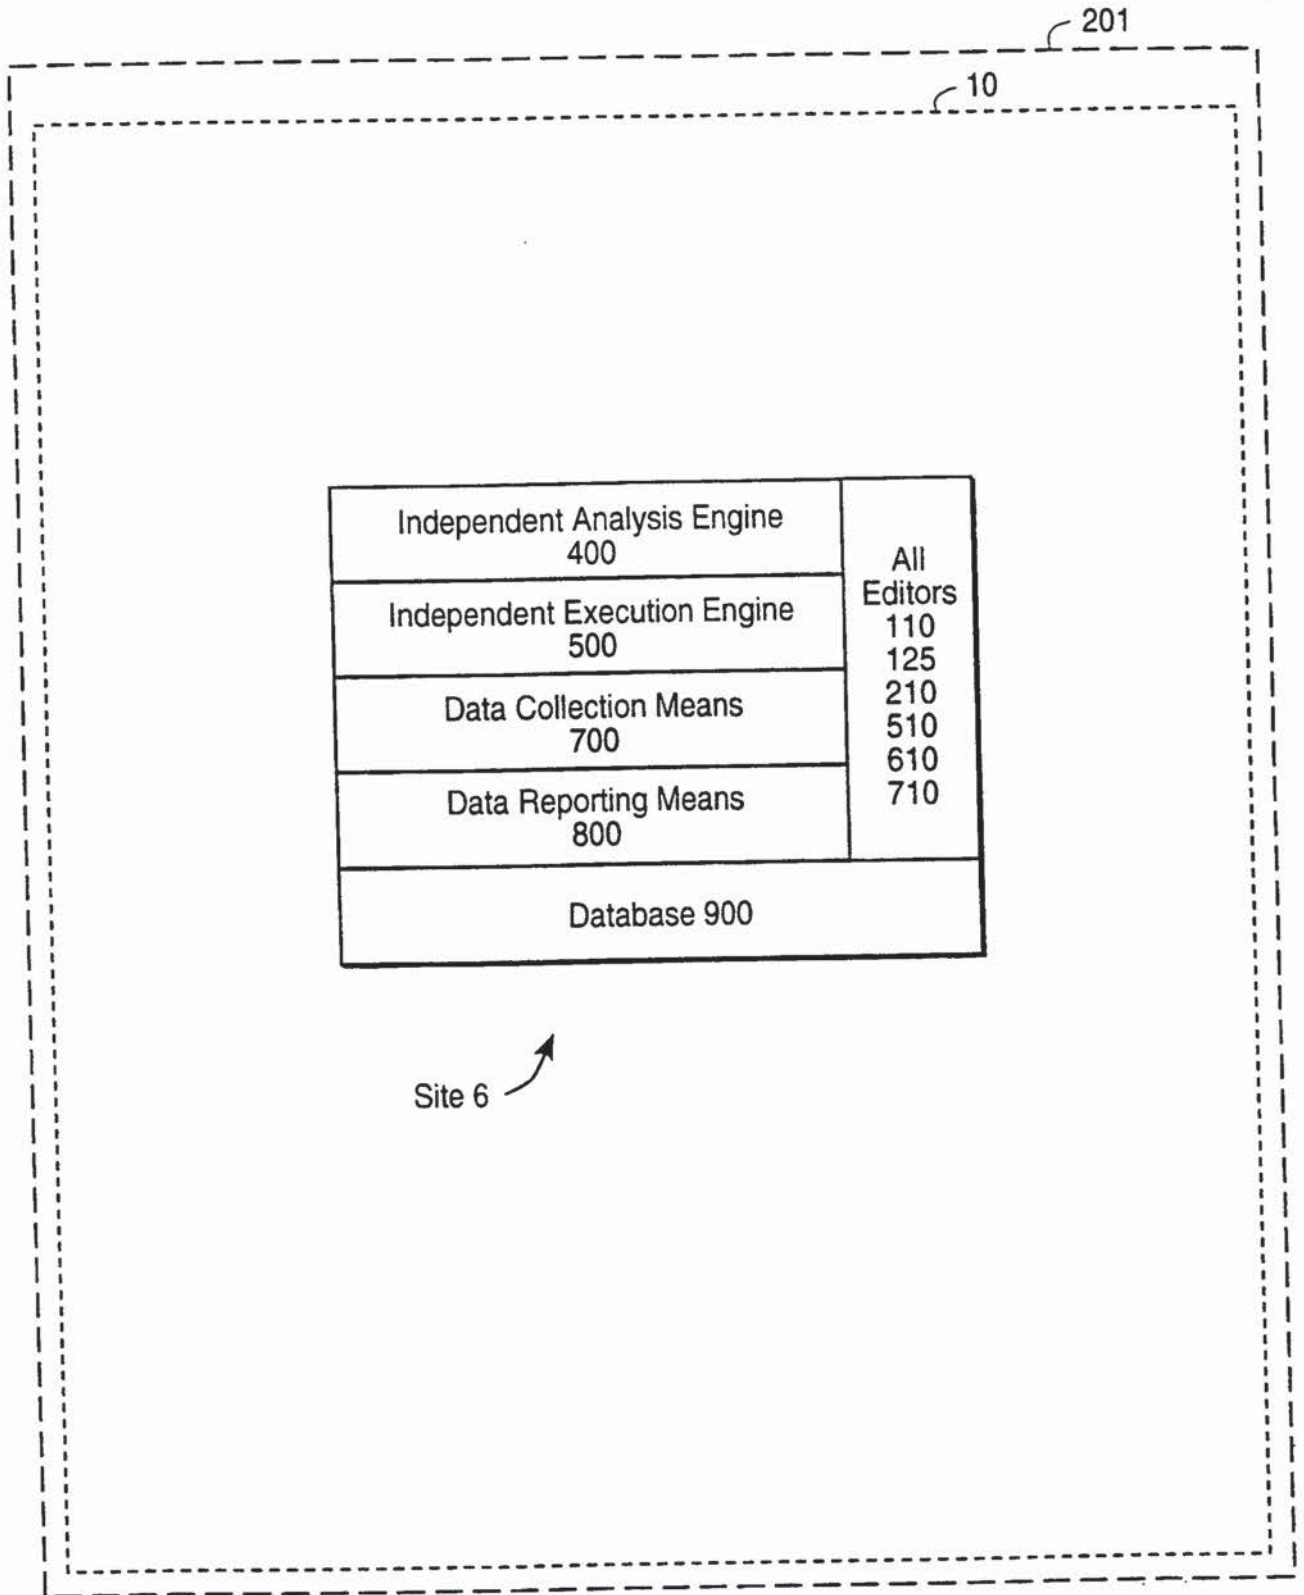 201
10
Independent Analysis Engine
400
Independent Execution Engine
500
Data Collection Means
700
Data Reporting Means
800
All
Editors
110
125
210
510
610
710
Database 900
Site 6